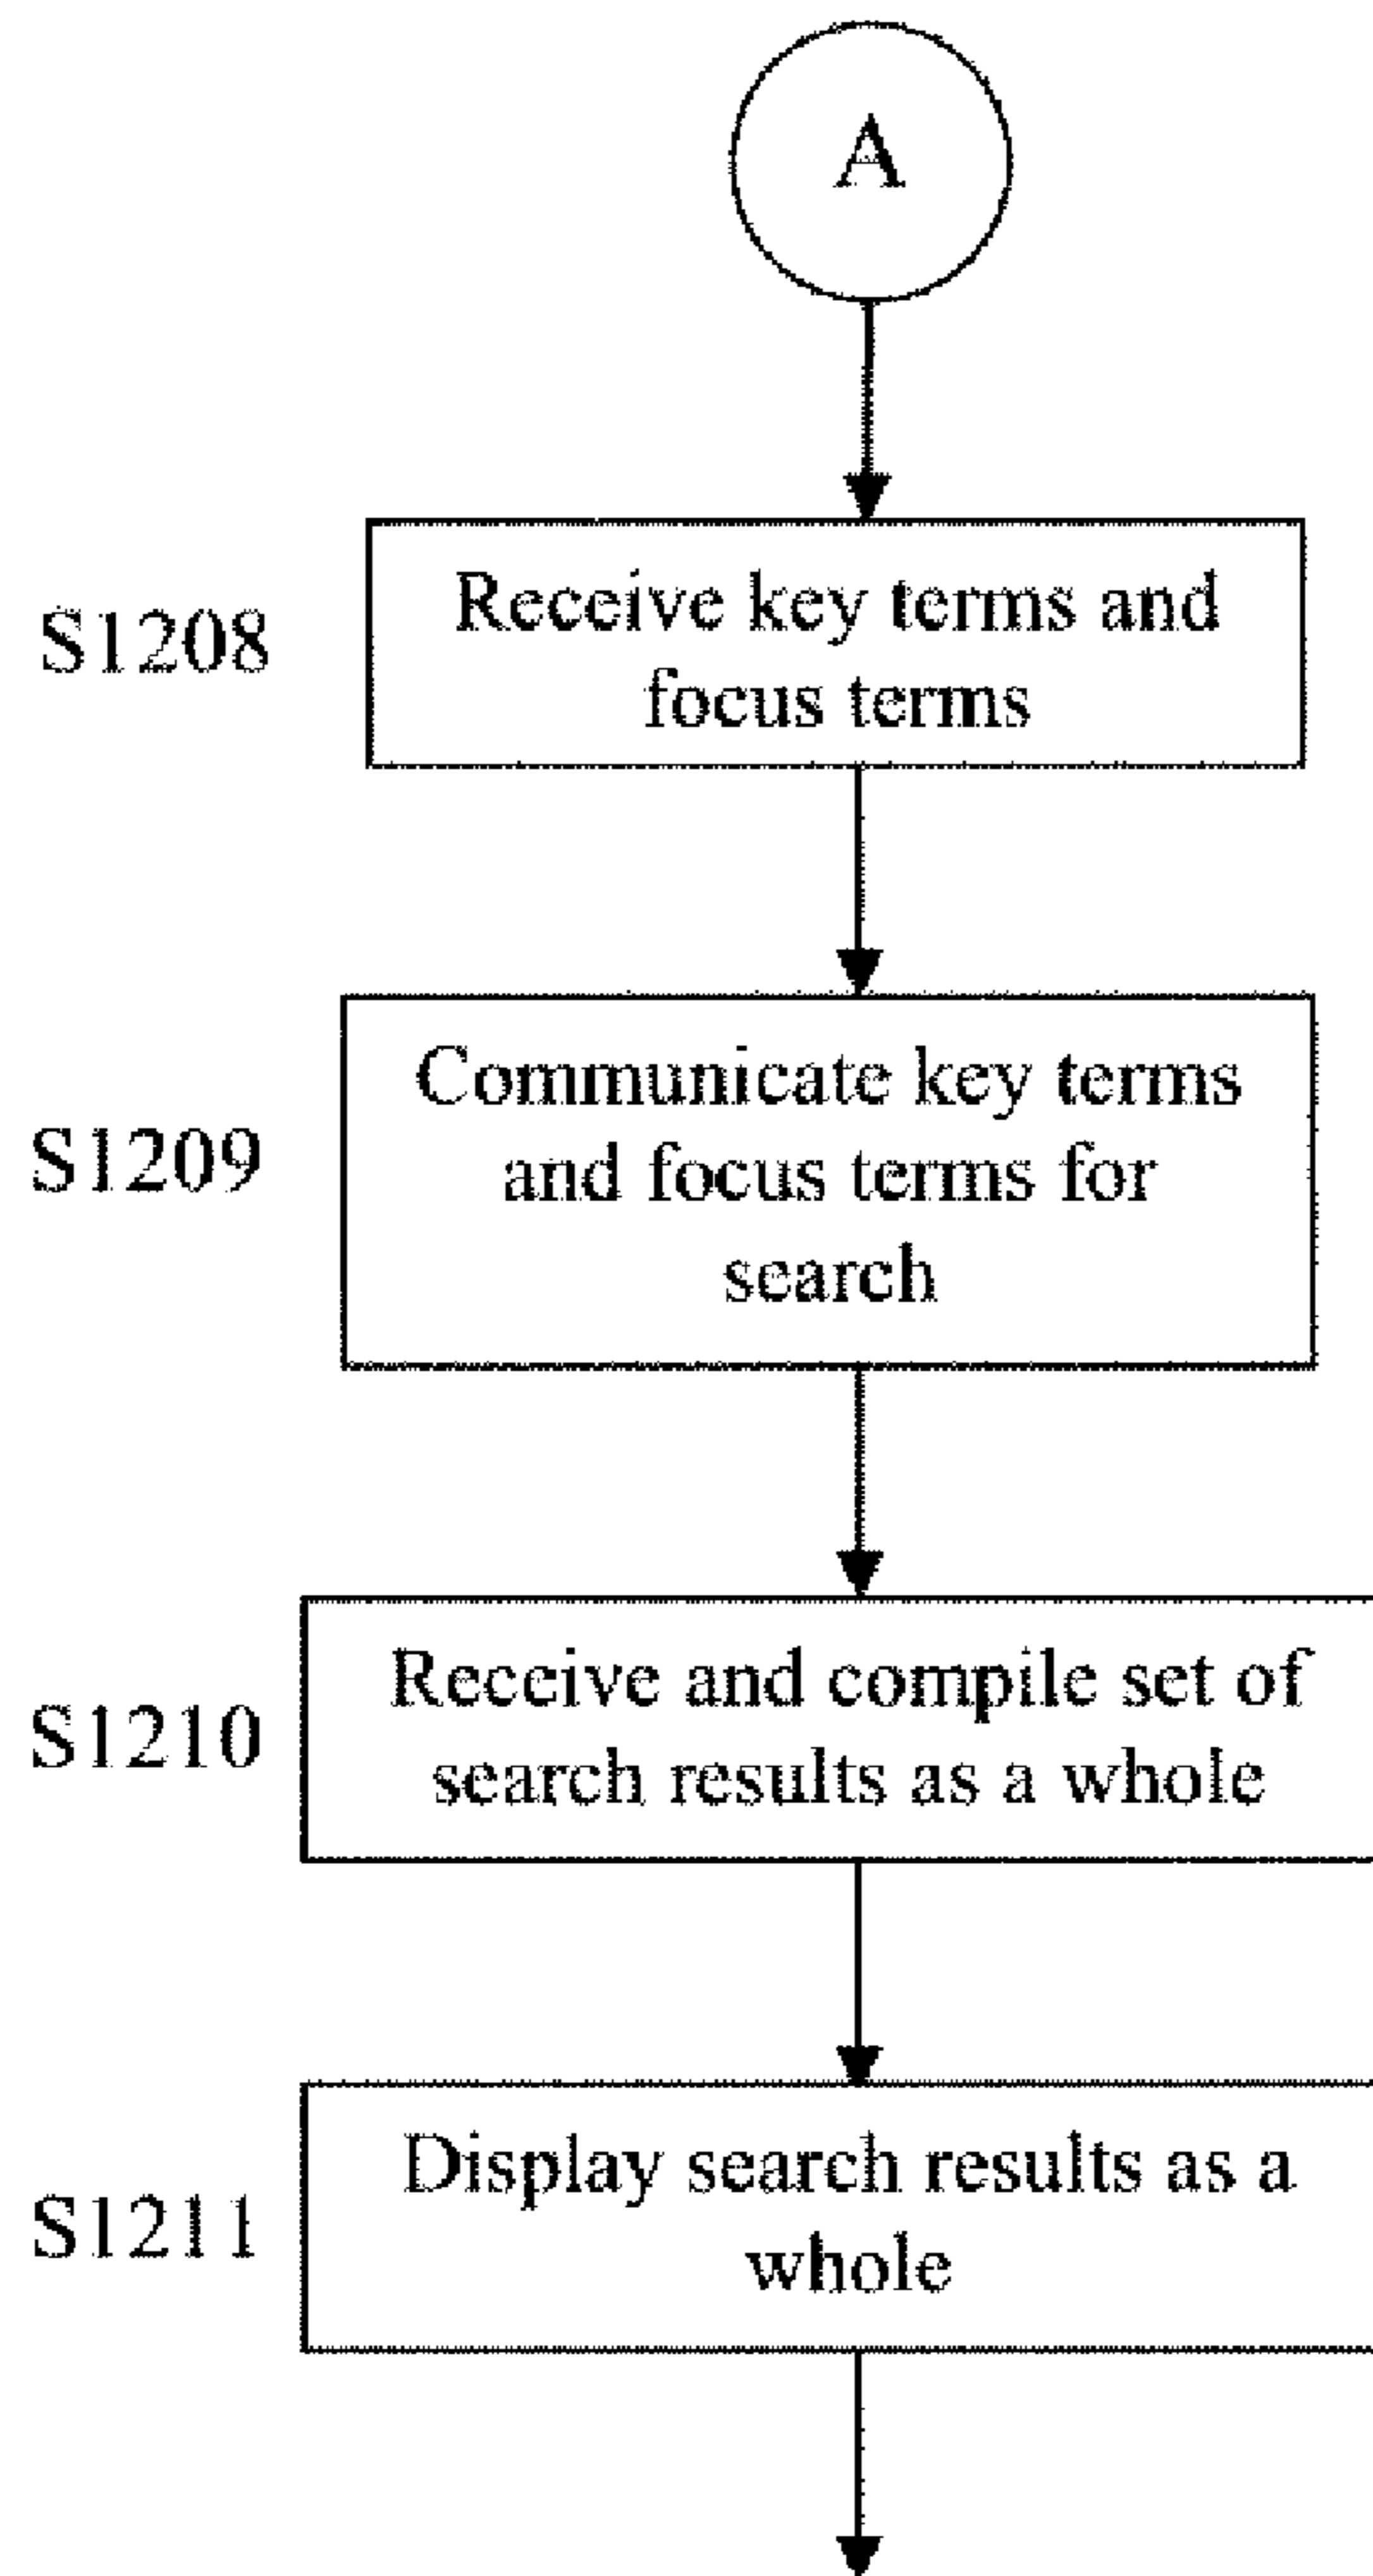 A
S1208
Receive key terms and
focus terms
S1209
Communicate key terms
and focus terms for
search
S1210
Receive and compile set of
search results as a whole
S1211
Display search results as a
whole